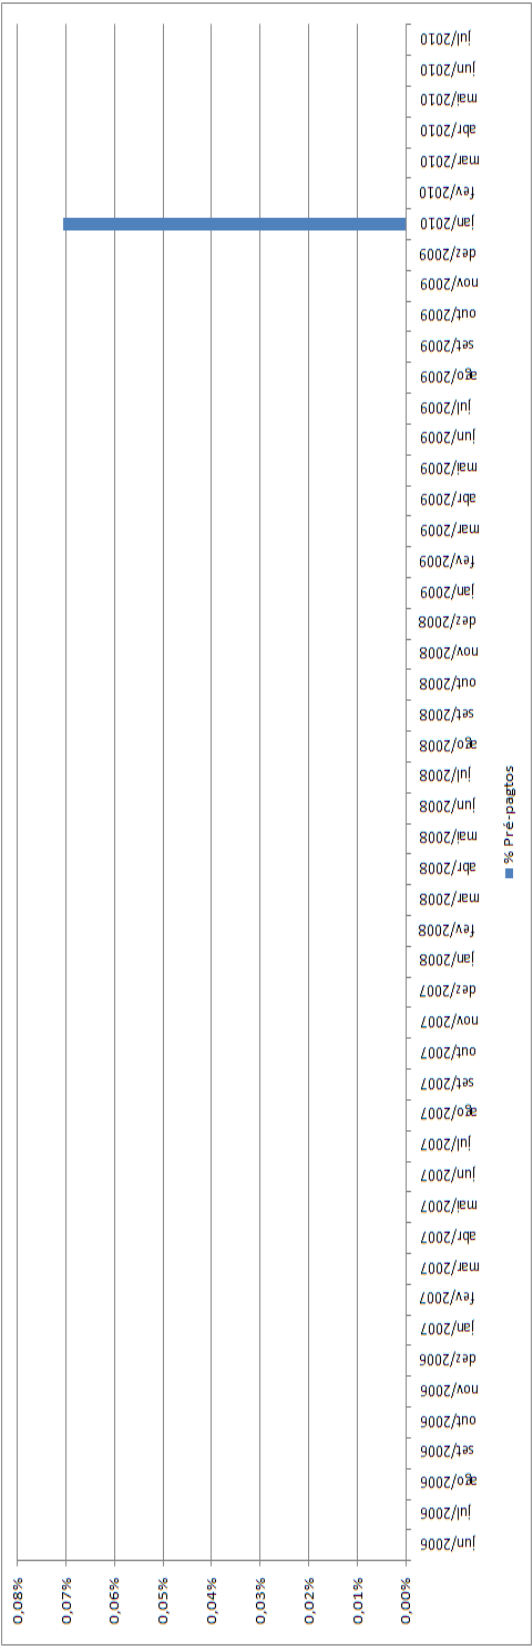 0,08%
0,07%
0,06%
0,05%
0,04%
0,03%
0,02%
0,01%
0,00%
jun/2006
jul/2006
ago/2006
set/2006
out/2006
nov/2006
dez/2006
jan/2007
fev/2007
mar/2007
abr/2007
mai/2007
jun/2007
jul/2007
ago/2007
set/2007
out/2007
nov/2007
dez/2007
jan/2008
fev/2008
mar/2008
abr/2008
mai/2008
jun/2008
jul/2008
ago/2008
set/2008
out/2008
nov/2008
dez/2008
jan/2009
fev/2009
mar/2009
abr/2009
mai/2009
jun/2009
jul/2009
ago/2009
set/2009
out/2009
nov/2009
dez/2009
jan/2010
fev/2010
mar/2010
abr/2010
mai/2010
jun/2010
jul/2010
% Pré-pagtos